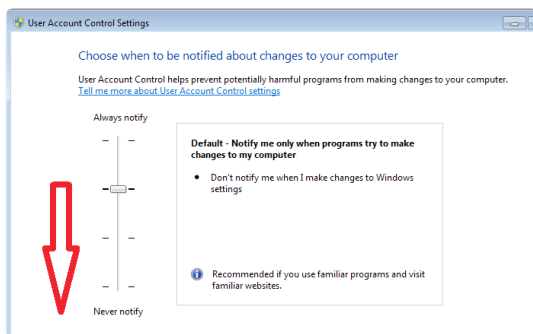 User Account Control Settings
Choose when to be notified about changes to your computer
User Account Control helps prevent potentially harmful programs from making changes to your computer.
Tell me more about User Account Control settings
Always notify
Default - Notify me only when programs try to make
changes to my computer
• Don't notify me when I make changes to Windows
settings
Recommended if you use familiar programs and visit
familiar websites.
Never notify